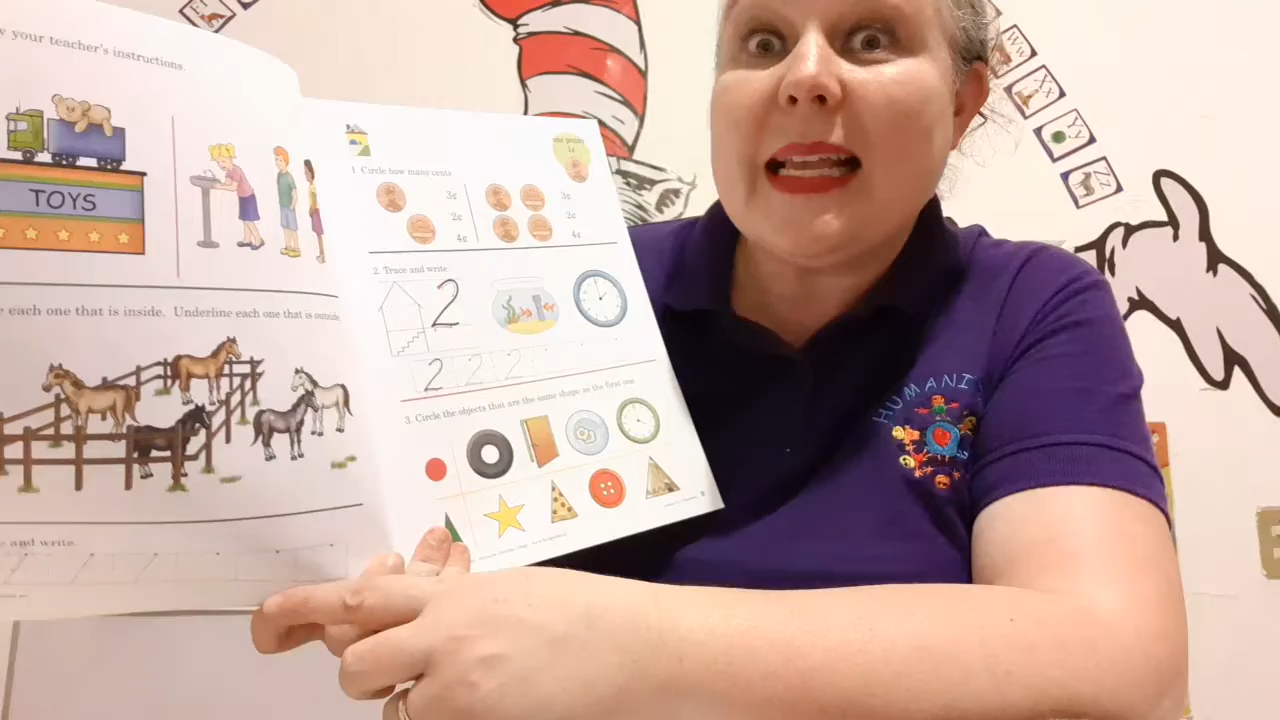 your teacher's instructions.
TOYS
each one that is inside. Underline each one that is outside.
and write.
1 Circle how many cents
3¢
2¢
4¢
3¢
2¢
4¢
2. Trace and write
2
2 2 2
3. Circle the objects that are the same shape as the first one
HUMANI
Ww
Xx
Yy
Zz